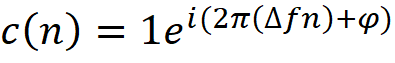 c(n) = 1e^{i(2π(Δfn)+φ)}